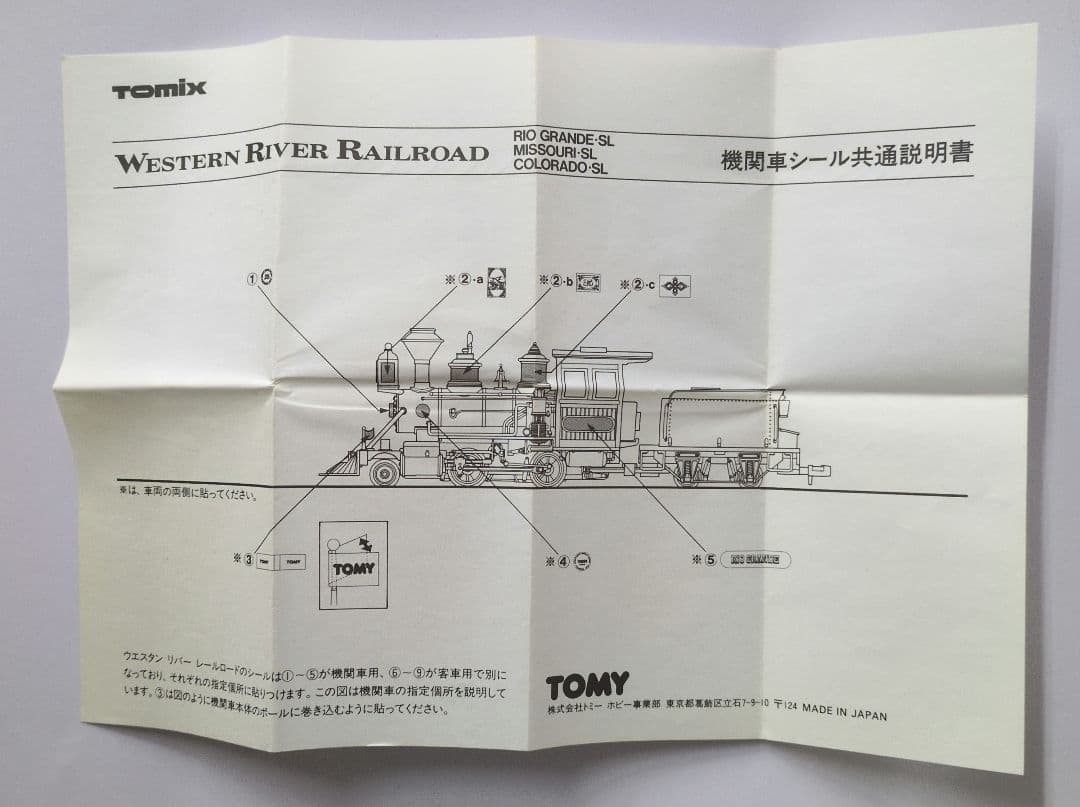 TOMIX
WESTERN RIVER RAILROAD
RIO GRANDE·SL
MISSOURI·SL
COLORADO·SL
機関車シール共通説明書
①
※②·a
※②·b
※②·c
※は、車両の両側に貼ってください。
※③
TOMY
TOMY
※④
※⑤
RIO GRANDE
ウエスタン リバー レールロードのシールは①～⑤が機関車用、⑥～⑨が客車用で別に
なっており、それぞれの指定個所に貼りつけます。この図は機関車の指定個所を説明して
います。③は図のように機関車本体のポールに巻き込むように貼ってください。
TOMY
株式会社トミー ホビー事業部 東京都葛飾区立石7-9-10 〒124 MADE IN JAPAN